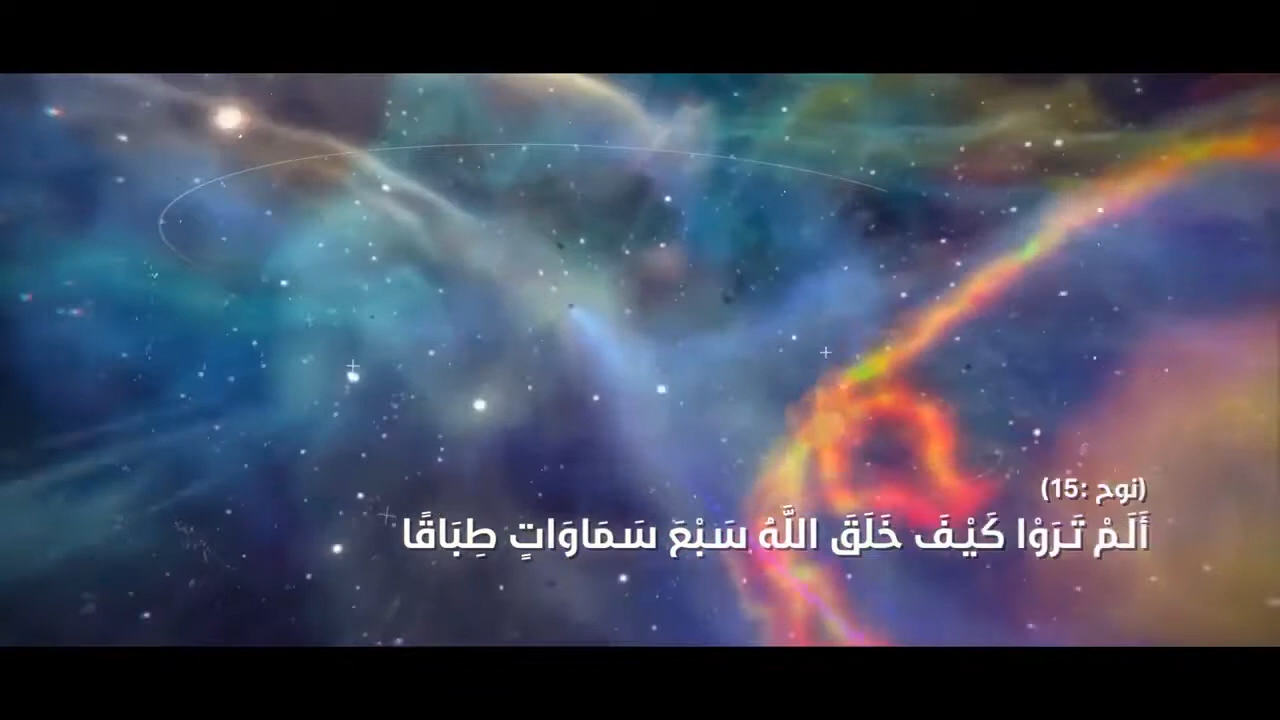 (نوح :15)
أَلَمْ تَرَوْا كَيْفَ خَلَقَ اللَّهُ سَبْعَ سَمَاوَاتٍ طِبَاقًا